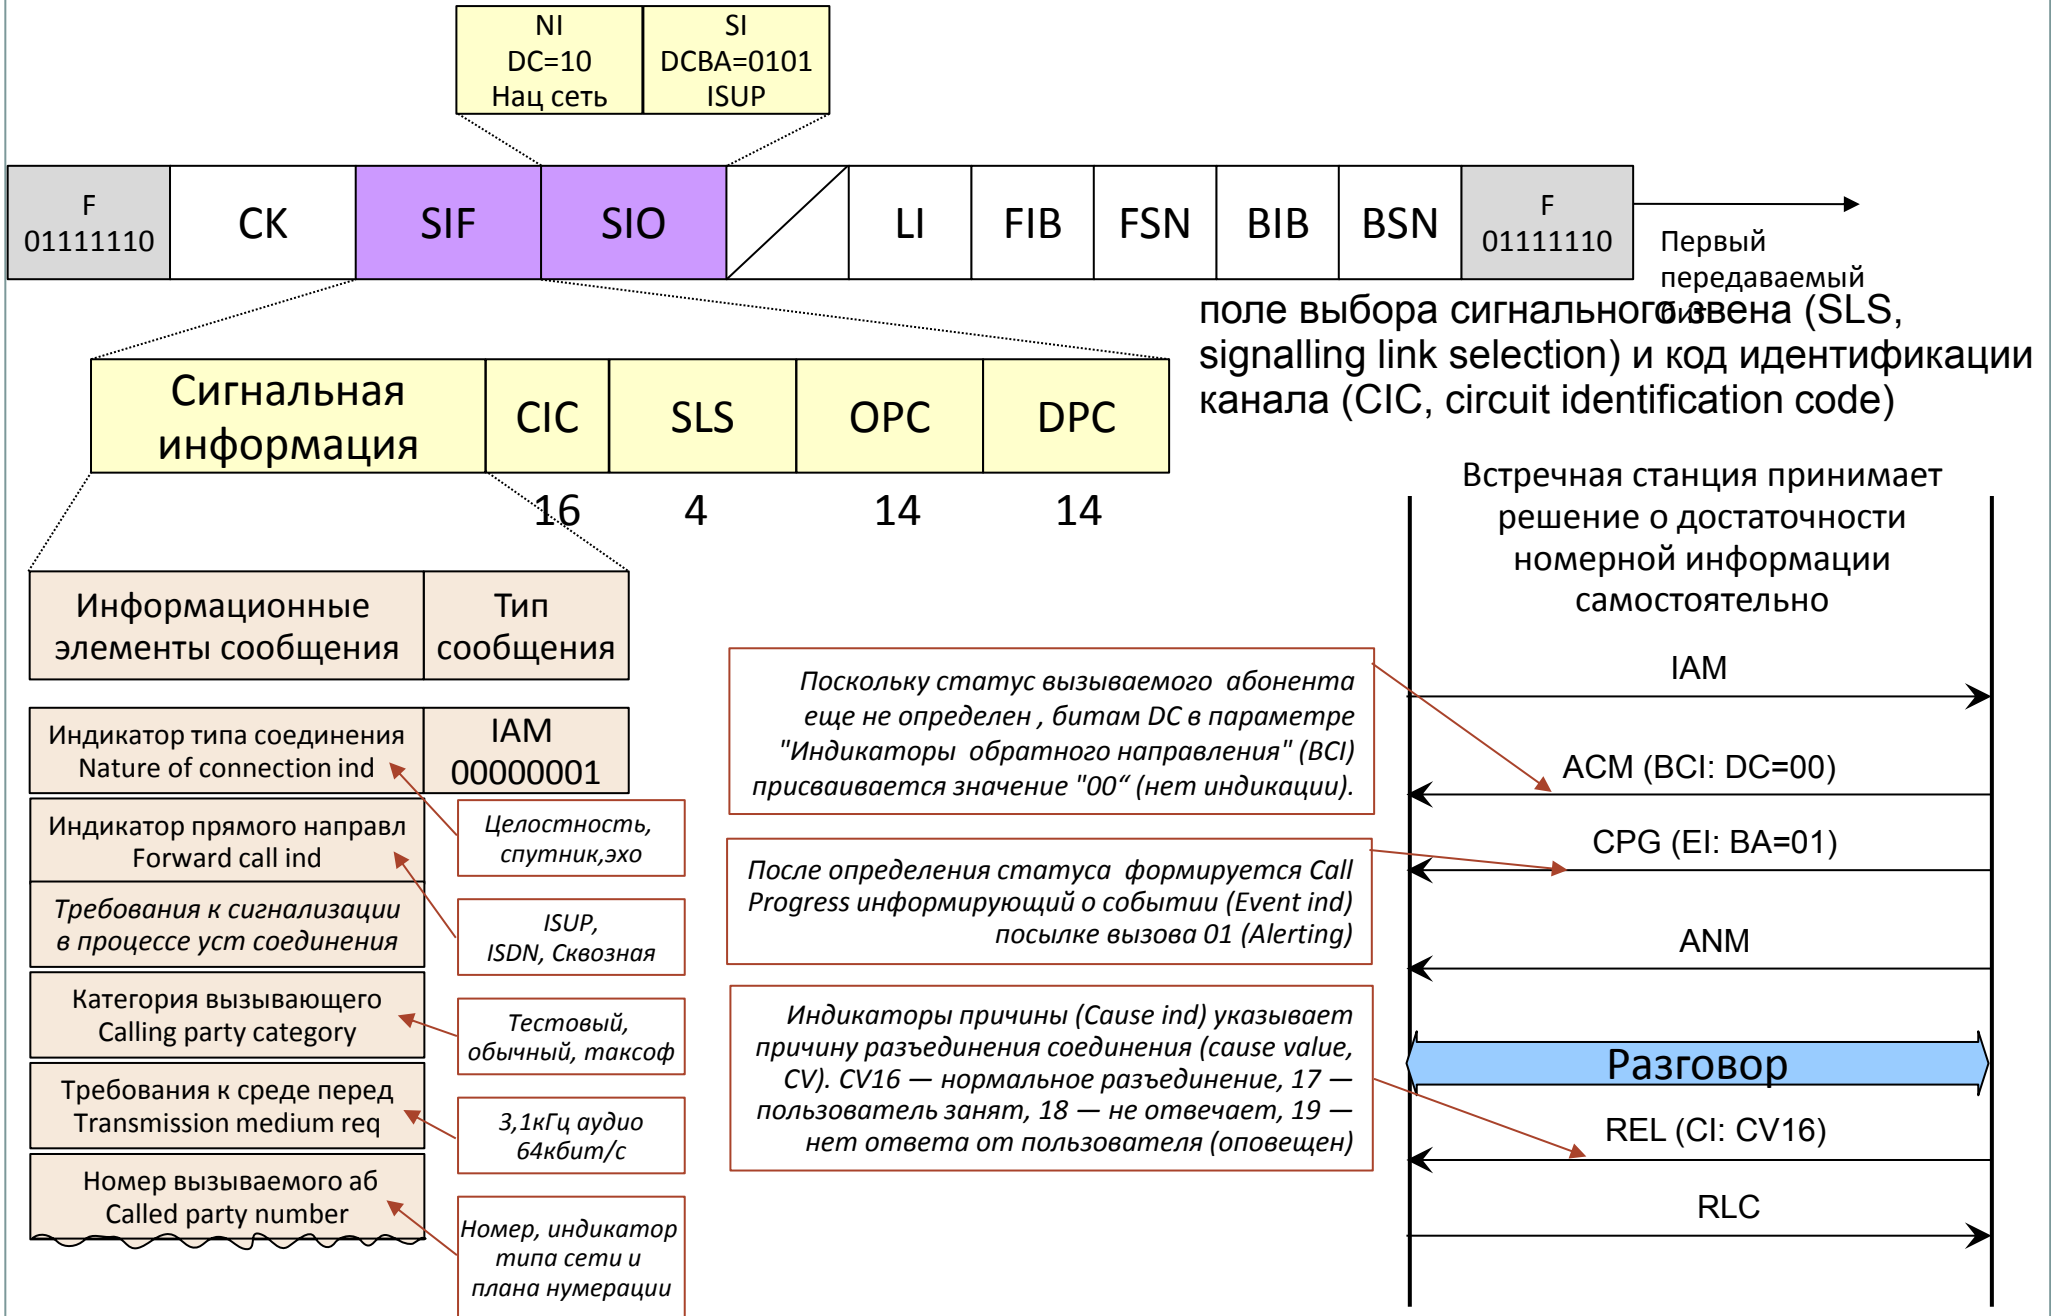 NI
DC=10
Нац сеть
SI
DCBA=0101
ISUP
F
01111110
CK
SIF
SIO
LI
FIB
FSN
BIB
BSN
F
01111110
Первый
передаваемый
бит
поле выбора сигнального звена (SLS,
signalling link selection) и код идентификации
канала (CIC, circuit identification code)
Сигнальная
информация
CIC
SLS
OPC
DPC
16
4
14
14
Встречная станция принимает
решение о достаточности
номерной информации
самостоятельно
Информационные
элементы сообщения
Тип
сообщения
Индикатор типа соединения
Nature of connection ind
IAM
00000001
Индикатор прямого направл
Forward call ind
Требования к сигнализации
в процессе уст соединения
Категория вызывающего
Calling party category
Требования к среде перед
Transmission medium req
Номер вызываемого аб
Called party number
Целостность,
спутник,эхо
ISUP,
ISDN, Сквозная
Тестовый,
обычный, таксоф
3,1кГц аудио
64кбит/с
Номер, индикатор
типа сети и
плана нумерации
Поскольку статус вызываемого абонента
еще не определен , битам DC в параметре
"Индикаторы обратного направления" (BCI)
присваивается значение "00“ (нет индикации).
После определения статуса формируется Call
Progress информирующий о событии (Event ind)
посылке вызова 01 (Alerting)
Индикаторы причины (Cause ind) указывает
причину разъединения соединения (cause value,
CV). CV16 — нормальное разъединение, 17 —
пользователь занят, 18 — не отвечает, 19 —
нет ответа от пользователя (оповещен)
IAM
ACM (BCI: DC=00)
CPG (EI: BA=01)
ANM
Разговор
REL (CI: CV16)
RLC